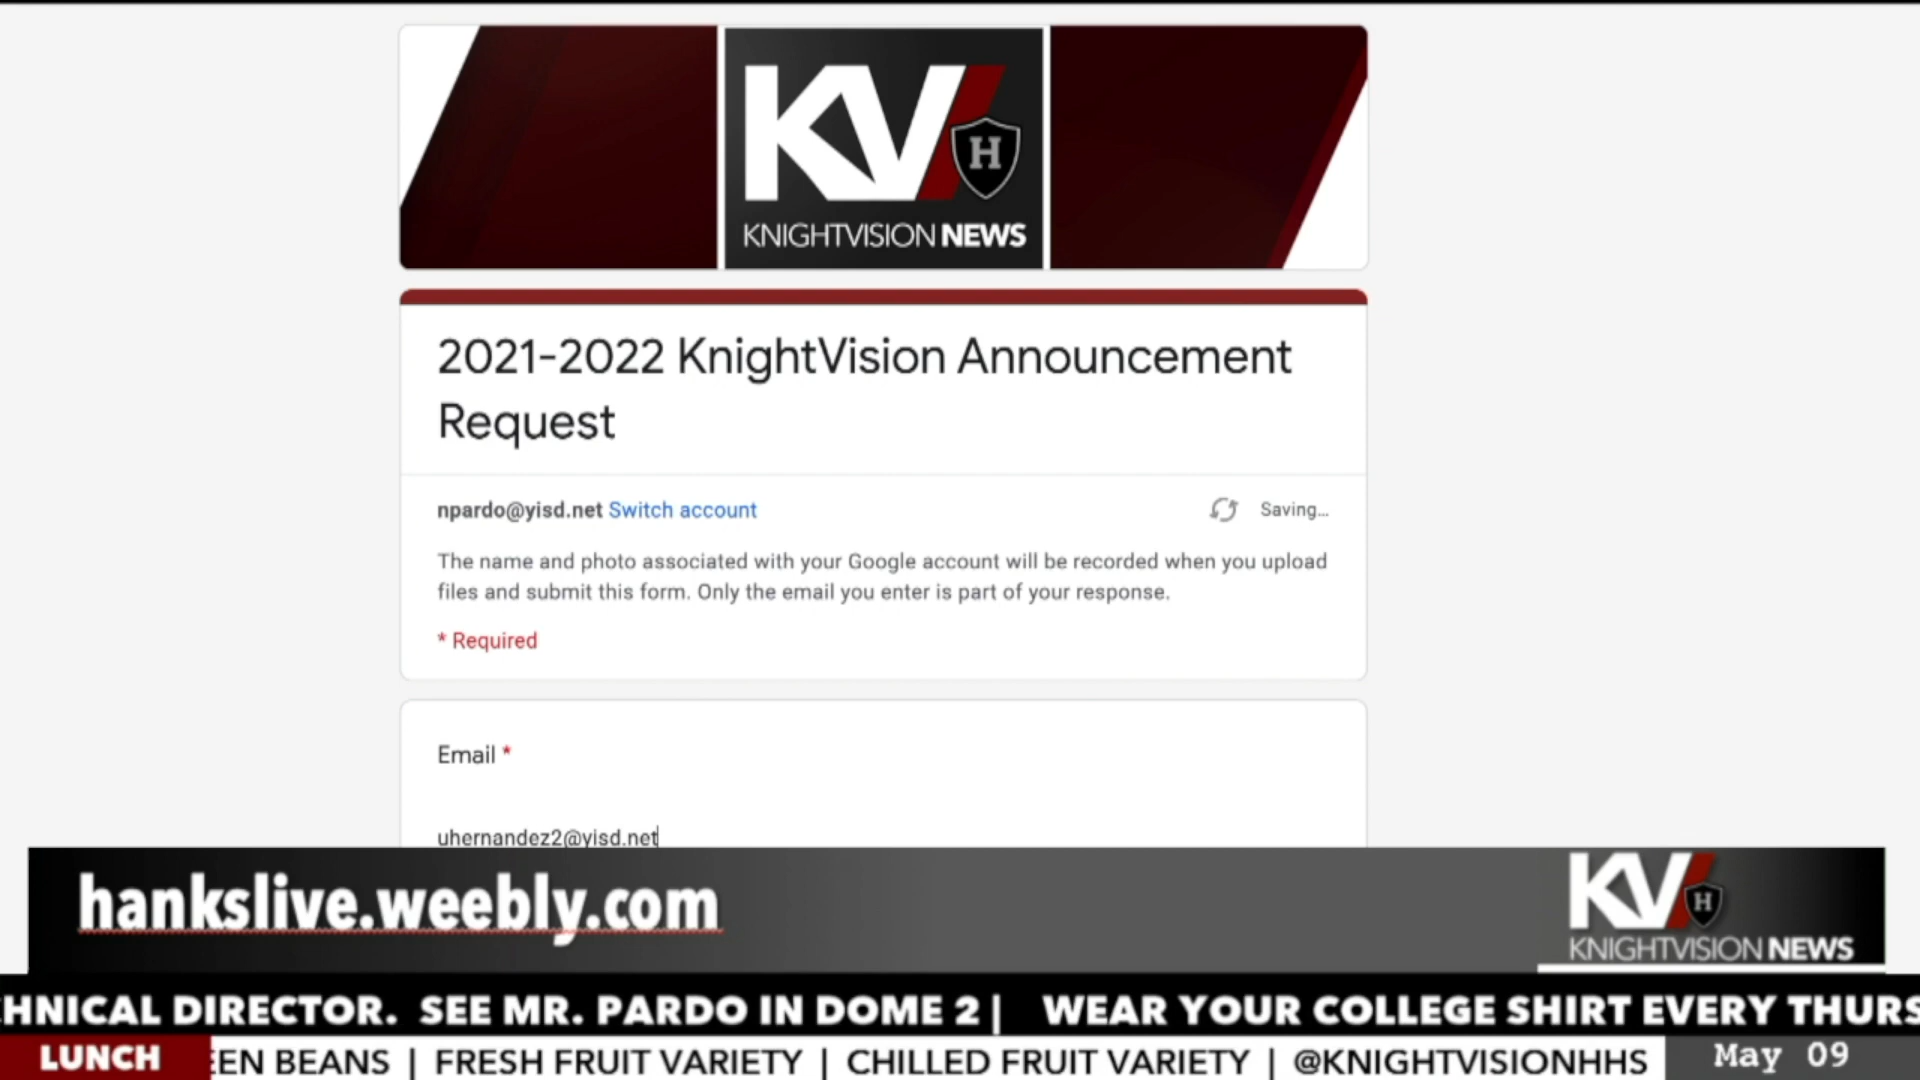 KV
H
KNIGHTVISION NEWS
2021-2022 KnightVision Announcement
Request
npardo@yisd.net Switch account
Saving...
The name and photo associated with your Google account will be recorded when you upload
files and submit this form. Only the email you enter is part of your response.
* Required
Email *
uhernandez2@yisd.net
hankslive.weebly.com
KV
H
KNIGHTVISION NEWS
CHNICAL DIRECTOR. SEE MR. PARDO IN DOME 2 | WEAR YOUR COLLEGE SHIRT EVERY THURS
LUNCH
EEN BEANS | FRESH FRUIT VARIETY | CHILLED FRUIT VARIETY | @KNIGHTVISIONHHS
May 09